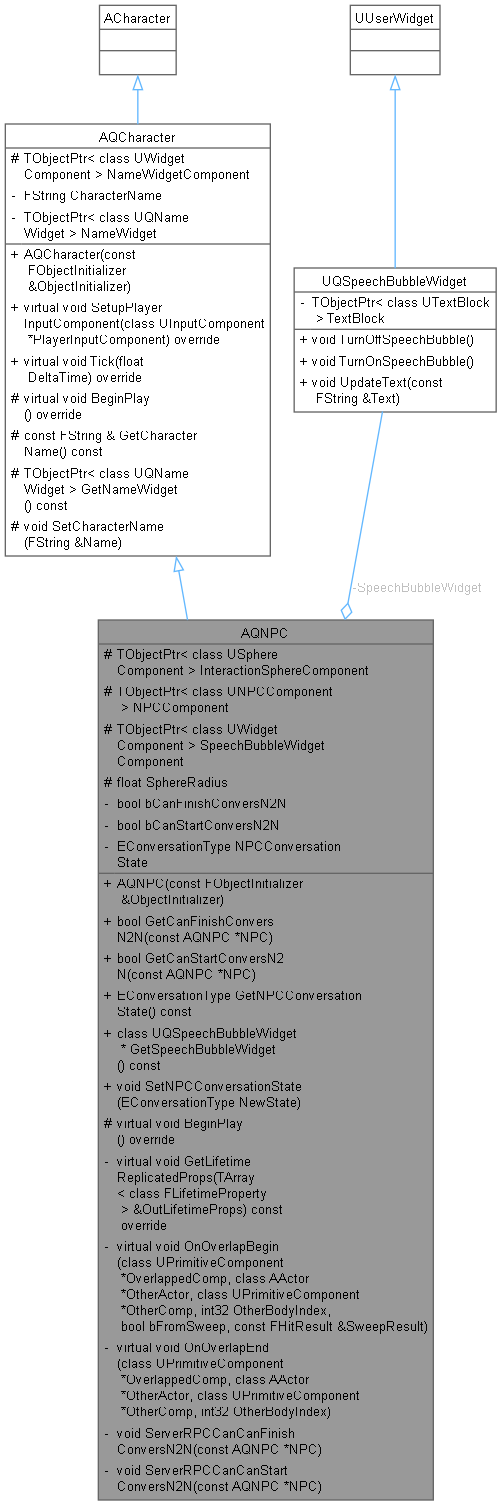 ACharacter
UUserWidget
AQCharacter
# TObjectPtr< class UWidget
Component > NameWidgetComponent
- FString CharacterName
- TObjectPtr< class UQName
Widget > NameWidget
+ AQCharacter(const
FObjectInitializer
&ObjectInitializer)
+ virtual void SetupPlayer
InputComponent(class UInputComponent
*PlayerInputComponent) override
+ virtual void Tick(float
DeltaTime) override
# virtual void BeginPlay
() override
# const FString & GetCharacter
Name() const
# TObjectPtr< class UQName
Widget > GetNameWidget
() const
# void SetCharacterName
(FString &Name)
UQSpeechBubbleWidget
- TObjectPtr< class UTextBlock
> TextBlock
+ void TurnOffSpeechBubble()
+ void TurnOnSpeechBubble()
+ void UpdateText(const
FString &Text)
-SpeechBubbleWidget
AQNPC
# TObjectPtr< class USphere
Component > InteractionSphereComponent
# TObjectPtr< class UNPCComponent
> NPCComponent
# TObjectPtr< class UWidget
Component > SpeechBubbleWidget
Component
# float SphereRadius
- bool bCanFinishConversN2N
- bool bCanStartConversN2N
- EConversationType NPCConversation
State
+ AQNPC(const FObjectInitializer
&ObjectInitializer)
+ bool GetCanFinishConvers
N2N(const AQNPC *NPC)
+ bool GetCanStartConversN2
N(const AQNPC *NPC)
+ EConversationType GetNPCConversation
State() const
+ class UQSpeechBubbleWidget
* GetSpeechBubbleWidget
() const
+ void SetNPCConversationState
(EConversationType NewState)
# virtual void BeginPlay
() override
- virtual void GetLifetime
ReplicatedProps(TArray
< class FLifetimeProperty
> &OutLifetimeProps) const
override
- virtual void OnOverlapBegin
(class UPrimitiveComponent
*OverlappedComp, class AActor
*OtherActor, class UPrimitiveComponent
*OtherComp, int32 OtherBodyIndex,
bool bFromSweep, const FHitResult &SweepResult)
- virtual void OnOverlapEnd
(class UPrimitiveComponent
*OverlappedComp, class AActor
*OtherActor, class UPrimitiveComponent
*OtherComp, int32 OtherBodyIndex)
- void ServerRPCCanCanFinish
ConversN2N(const AQNPC *NPC)
- void ServerRPCCanCanStart
ConversN2N(const AQNPC *NPC)